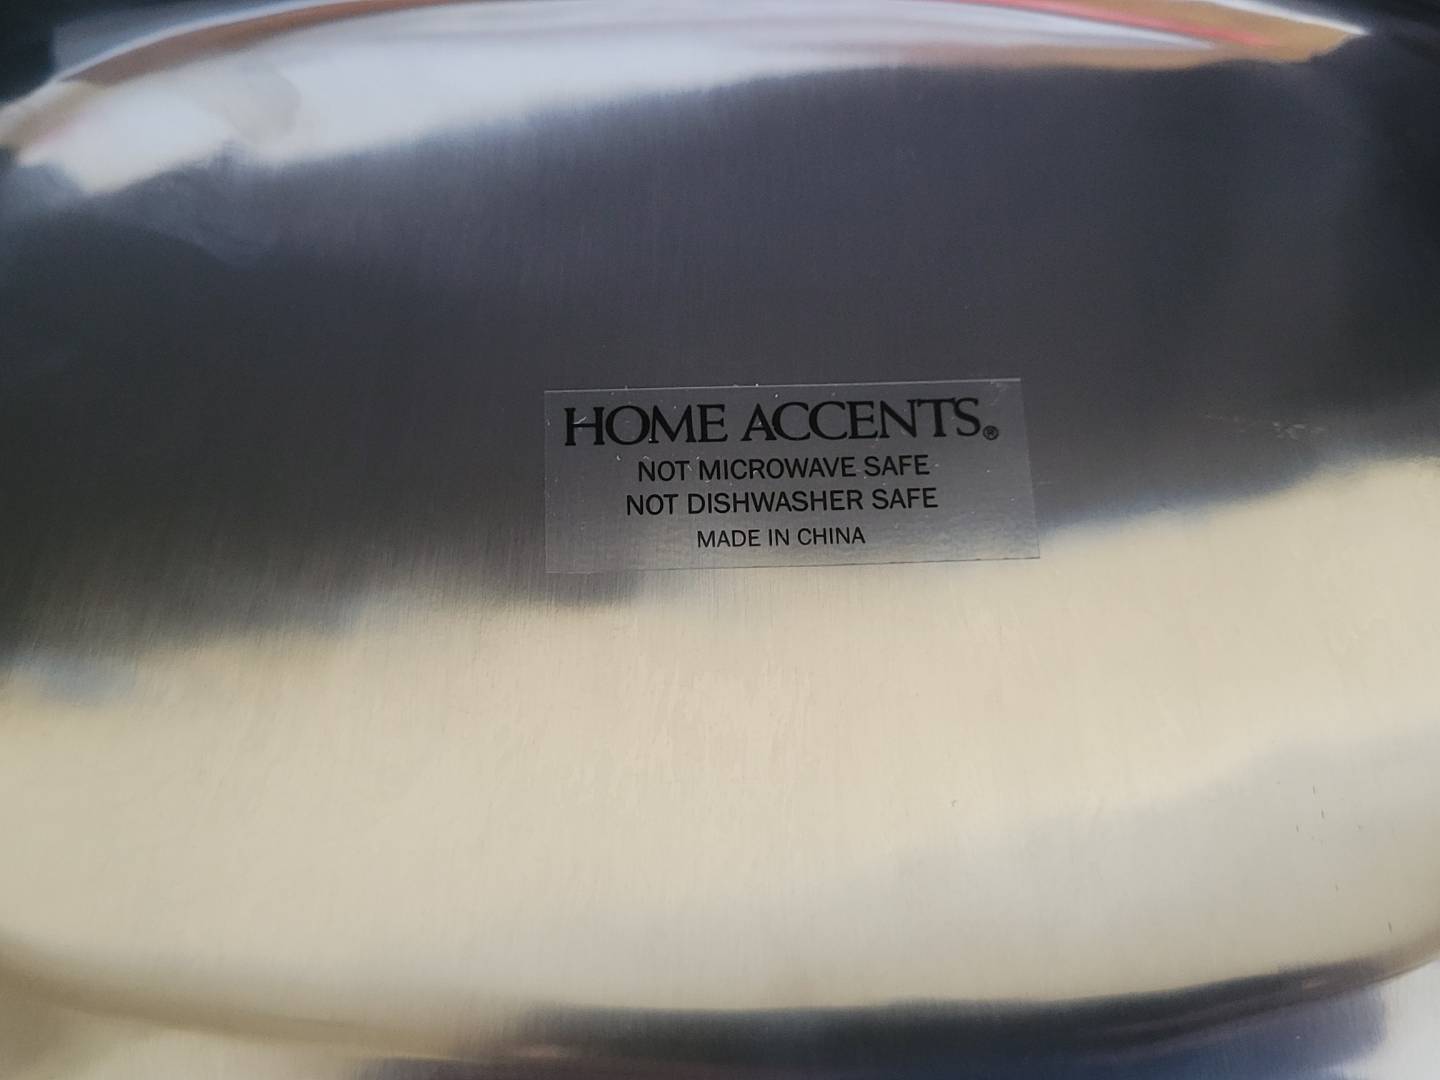 HOME ACCENTS®
NOT MICROWAVE SAFE
NOT DISHWASHER SAFE
MADE IN CHINA